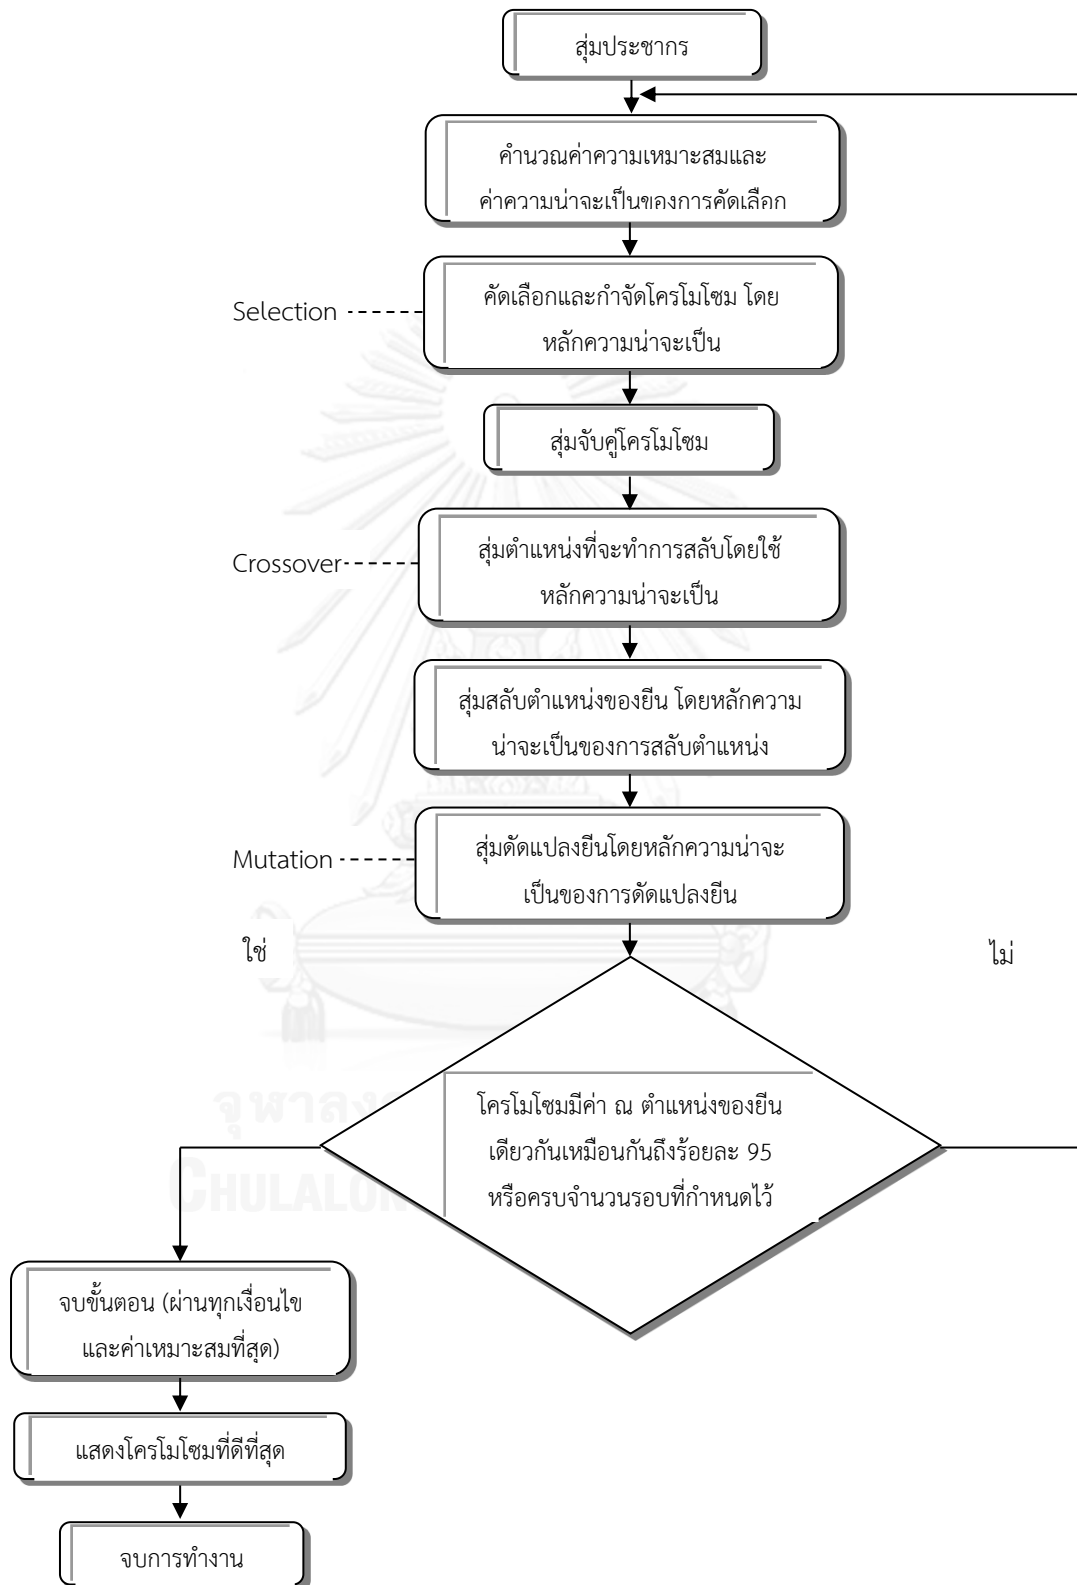 สุ่มประชากร
คำนวณค่าความเหมาะสมและ
ค่าความน่าจะเป็นของการคัดเลือก
Selection
คัดเลือกและกำจัดโครโมโซม โดย
หลักความน่าจะเป็น
สุ่มจับคู่โครโมโซม
Crossover
สุ่มตำแหน่งที่จะทำการสลับโดยใช้
หลักความน่าจะเป็น
สุ่มสลับตำแหน่งของยีน โดยหลักความ
น่าจะเป็นของการสลับตำแหน่ง
Mutation
สุ่มดัดแปลงยีนโดยหลักความน่าจะ
เป็นของการดัดแปลงยีน
ใช่
ไม่
โครโมโซมมีค่า ณ ตำแหน่งของยีน
เดียวกันเหมือนกันถึงร้อยละ 95
หรือครบจำนวนรอบที่กำหนดไว้
จุฬาลง
CHULALON
จบขั้นตอน (ผ่านทุกเงื่อนไข
และค่าเหมาะสมที่สุด)
แสดงโครโมโซมที่ดีที่สุด
จบการทำงาน